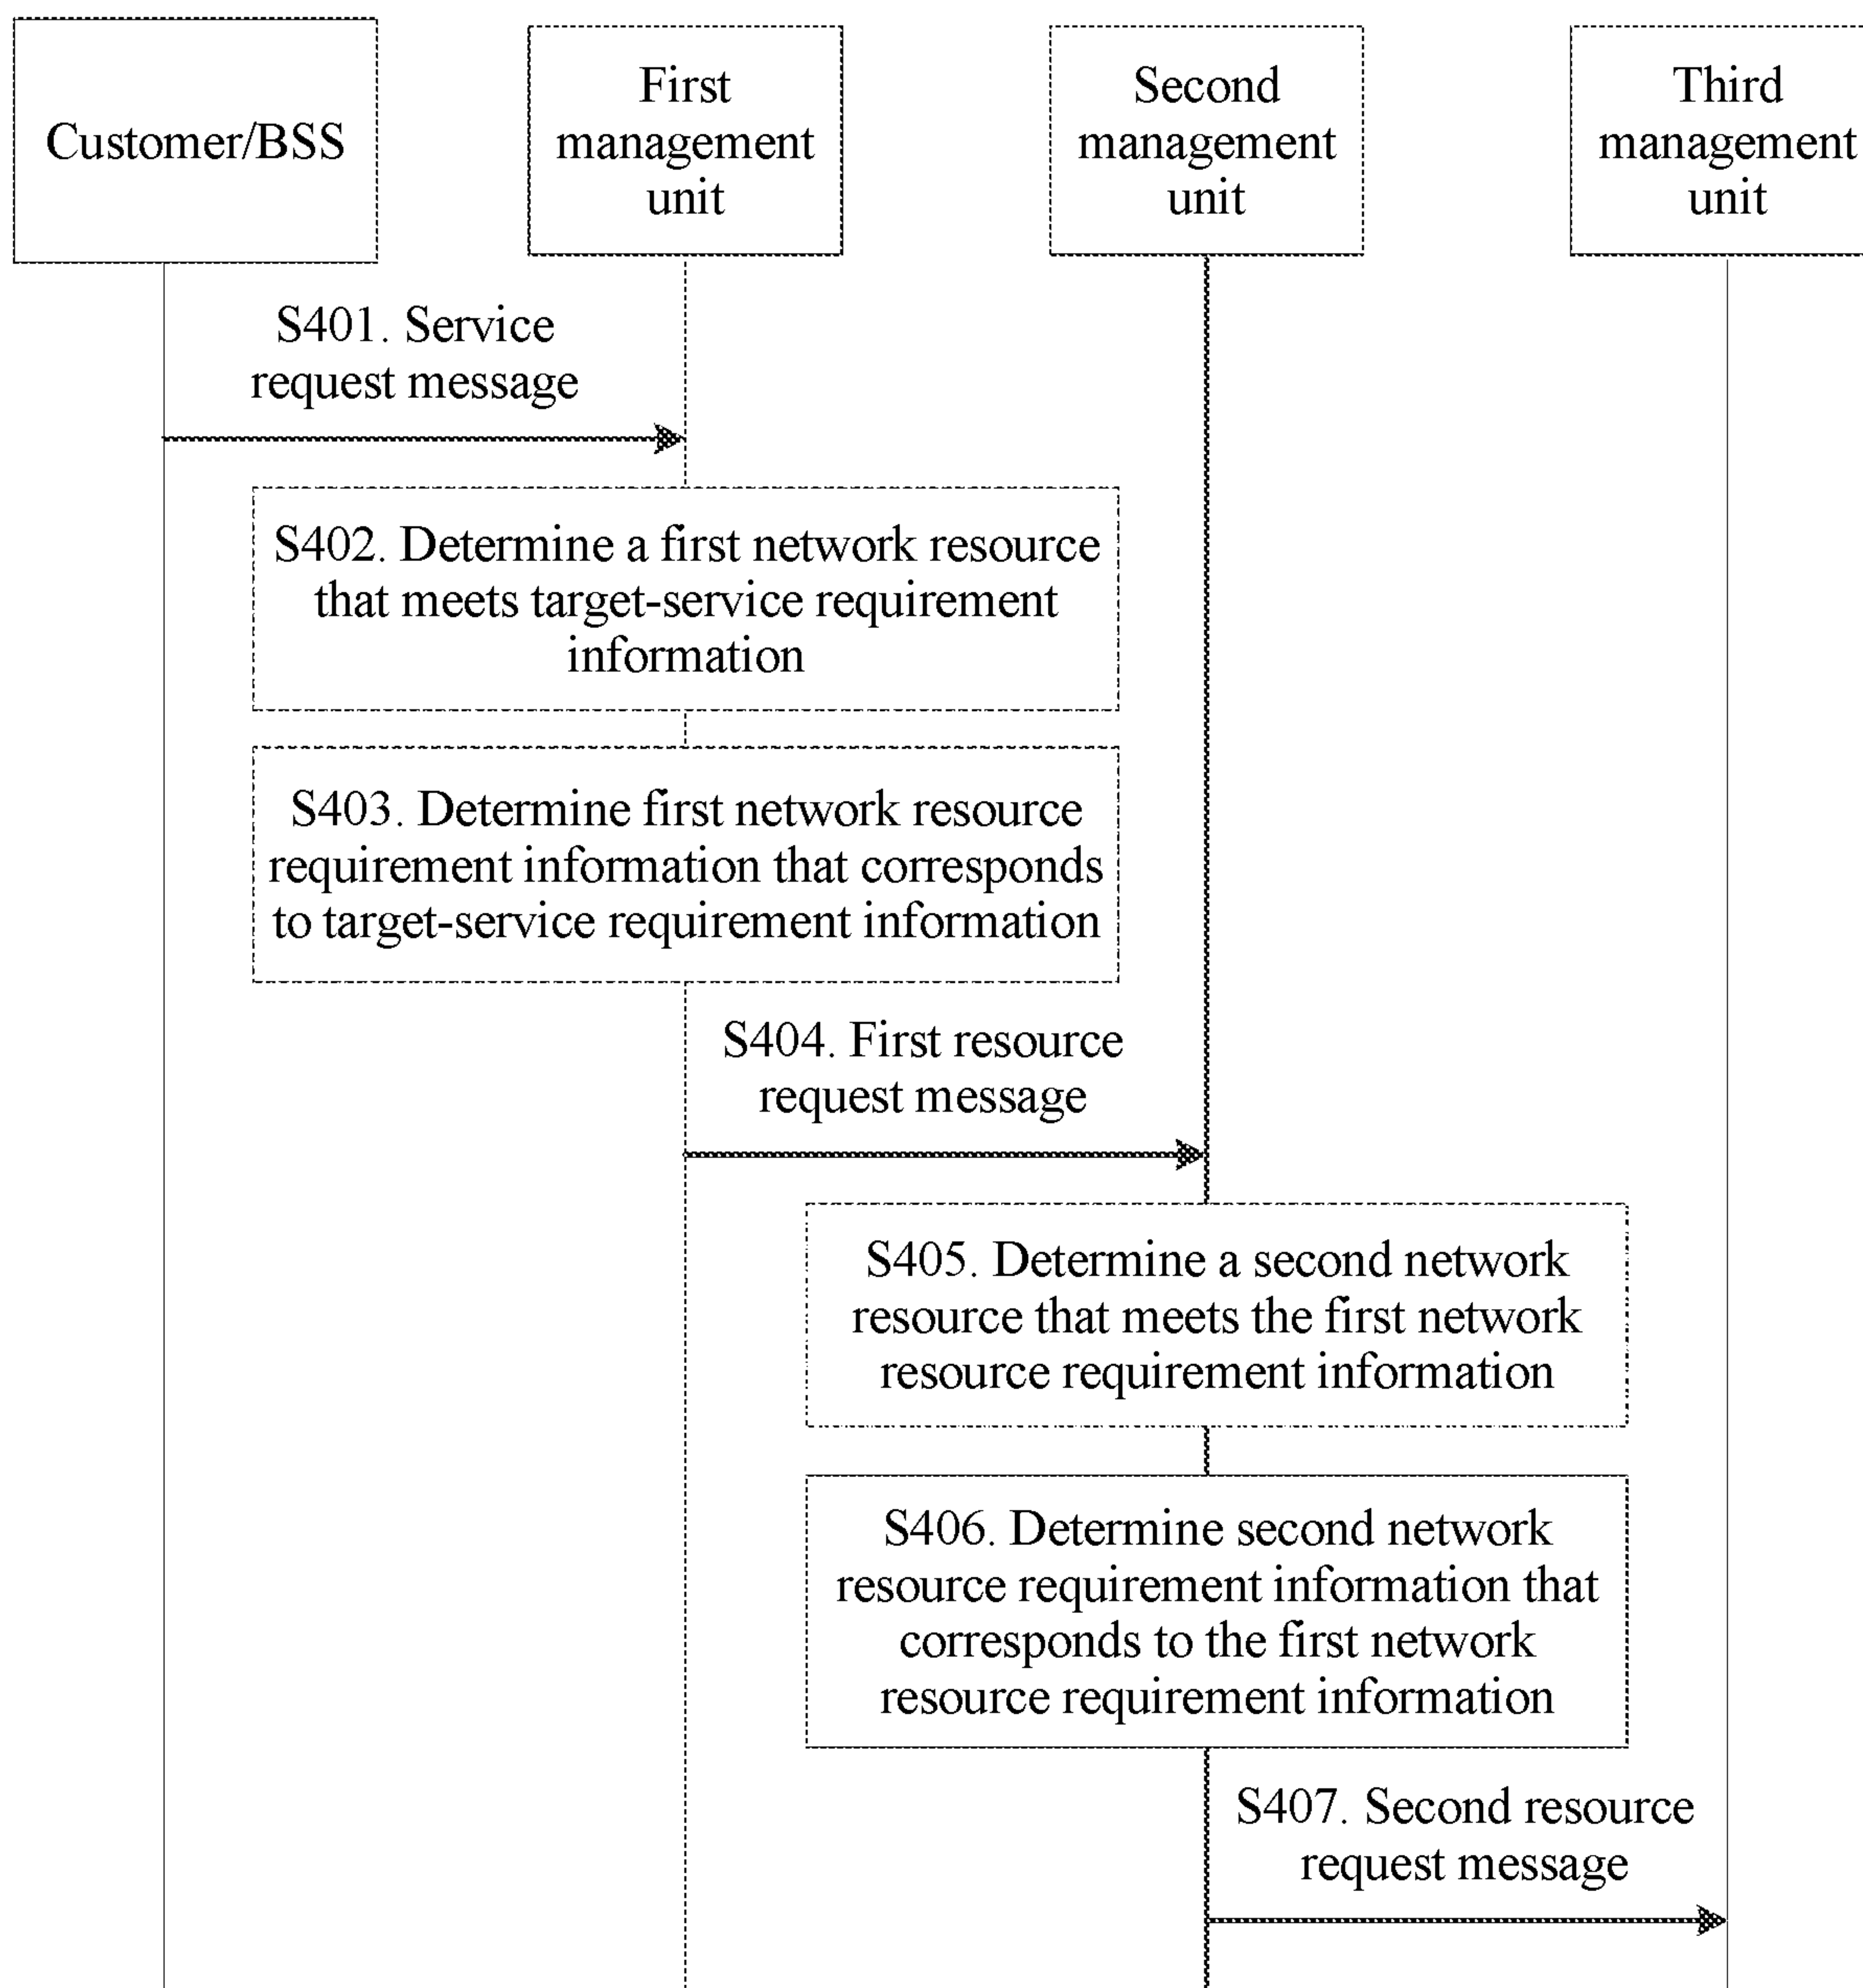 Customer/BSS
First
management
unit
Second
management
unit
Third
management
unit
S401. Service
request message
S402. Determine a first network resource
that meets target-service requirement
information
S403. Determine first network resource
requirement information that corresponds
to target-service requirement information
S404. First resource
request message
S405. Determine a second network
resource that meets the first network
resource requirement information
S406. Determine second network
resource requirement information that
corresponds to the first network
resource requirement information
S407. Second resource
request message